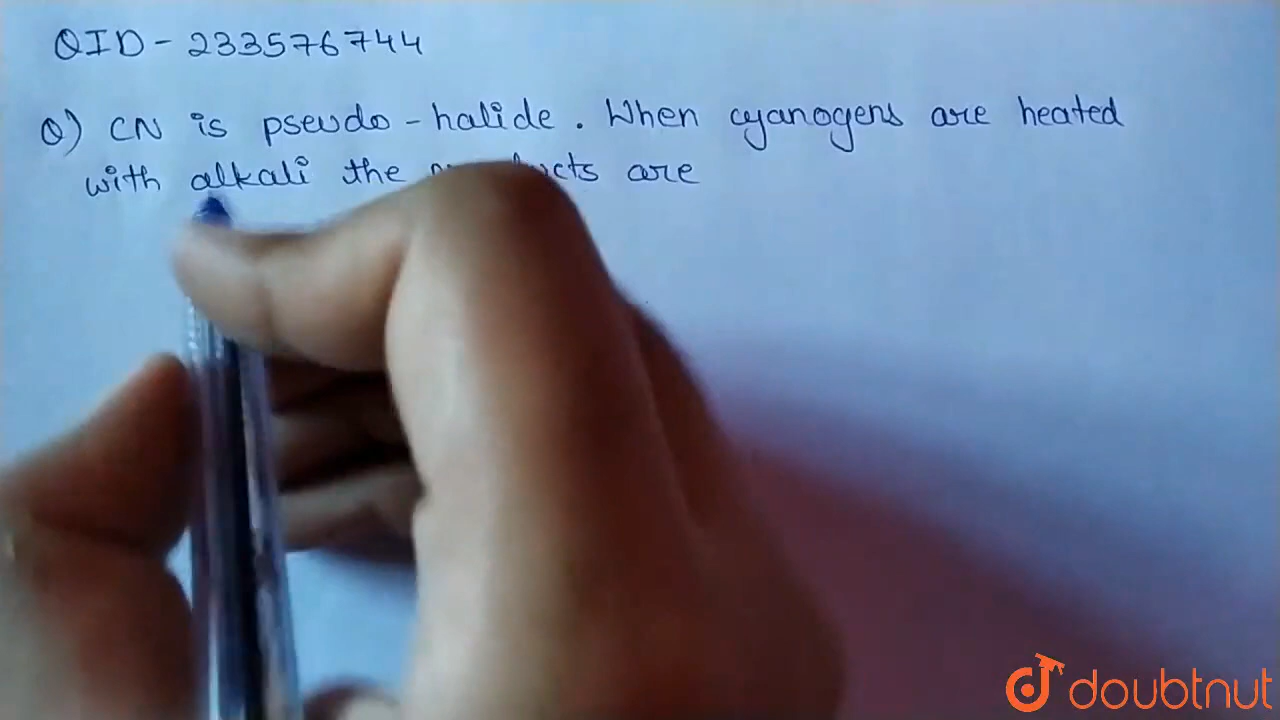 QID - 233576744
Q) CN is pseudo - halide. When cyanogens are heated
with alkali the are
doubtnut